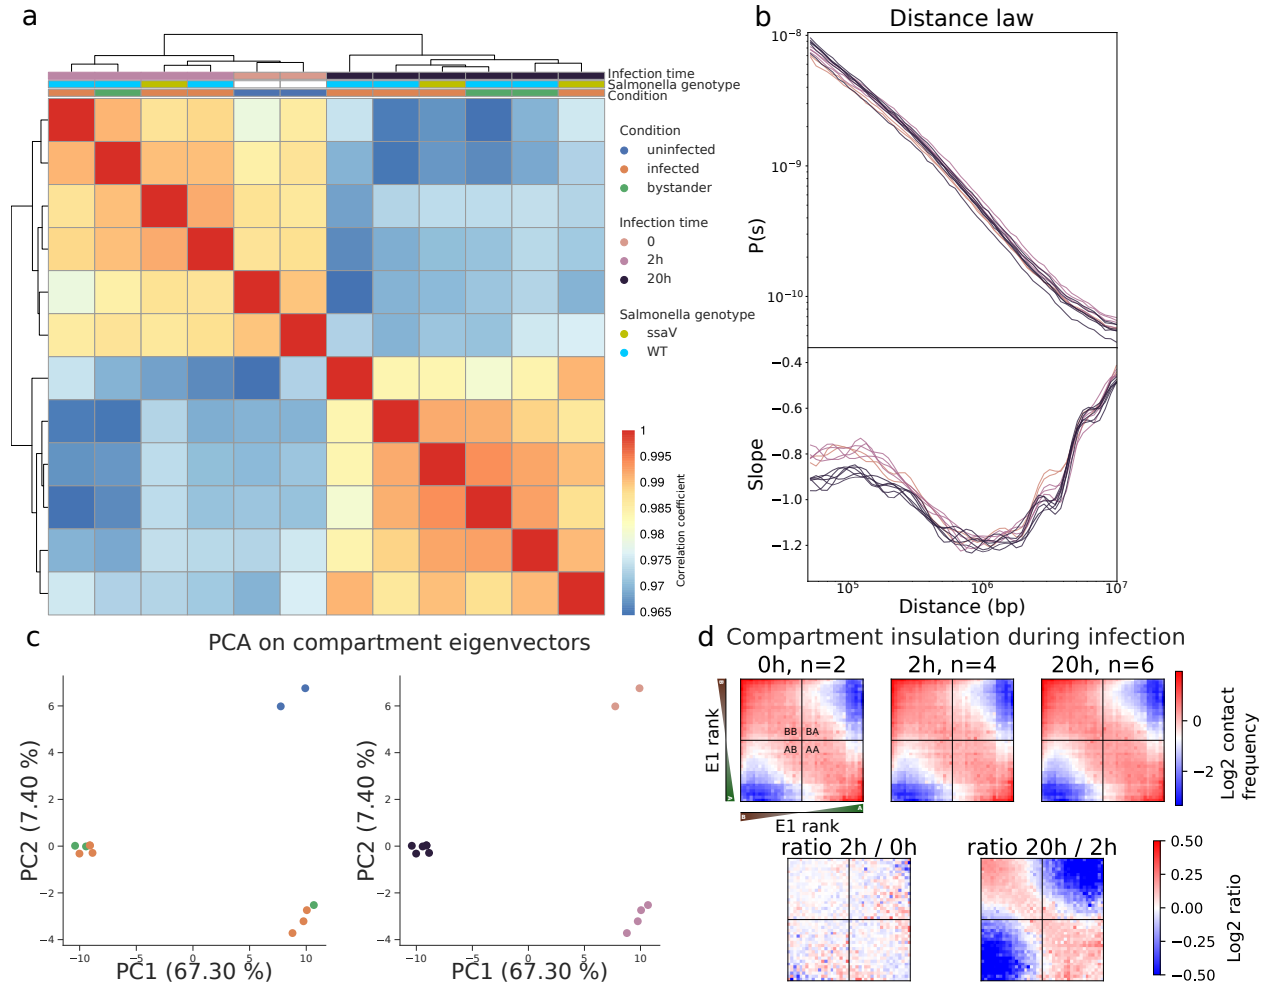 a
Infection time
Salmonella genotype
Condition
Condition
uninfected
infected
bystander
Infection time
0
2h
20h
Salmonella genotype
ssaV
WT
1
0.995
0.99
0.985
0.98
0.975
0.97
0.965
Correlation coefficient
b
Distance law
10⁻⁸
10⁻⁹
10⁻¹⁰
P(s)
−0.4
−0.6
−0.8
−1.0
−1.2
Slope
10⁵
10⁶
10⁷
Distance (bp)
c
PCA on compartment eigenvectors
6
4
2
0
−2
−4
PC2 (7.40 %)
−10
−5
0
5
10
PC1 (67.30 %)
6
4
2
0
−2
−4
PC2 (7.40 %)
−10
−5
0
5
10
PC1 (67.30 %)
d
Compartment insulation during infection
0h, n=2
2h, n=4
20h, n=6
BB
BA
AB
AA
E1 rank
B
A
B
A
E1 rank
0
−2
Log2 contact
frequency
ratio 2h / 0h
ratio 20h / 2h
0.50
0.25
0.00
−0.25
−0.50
Log2 ratio